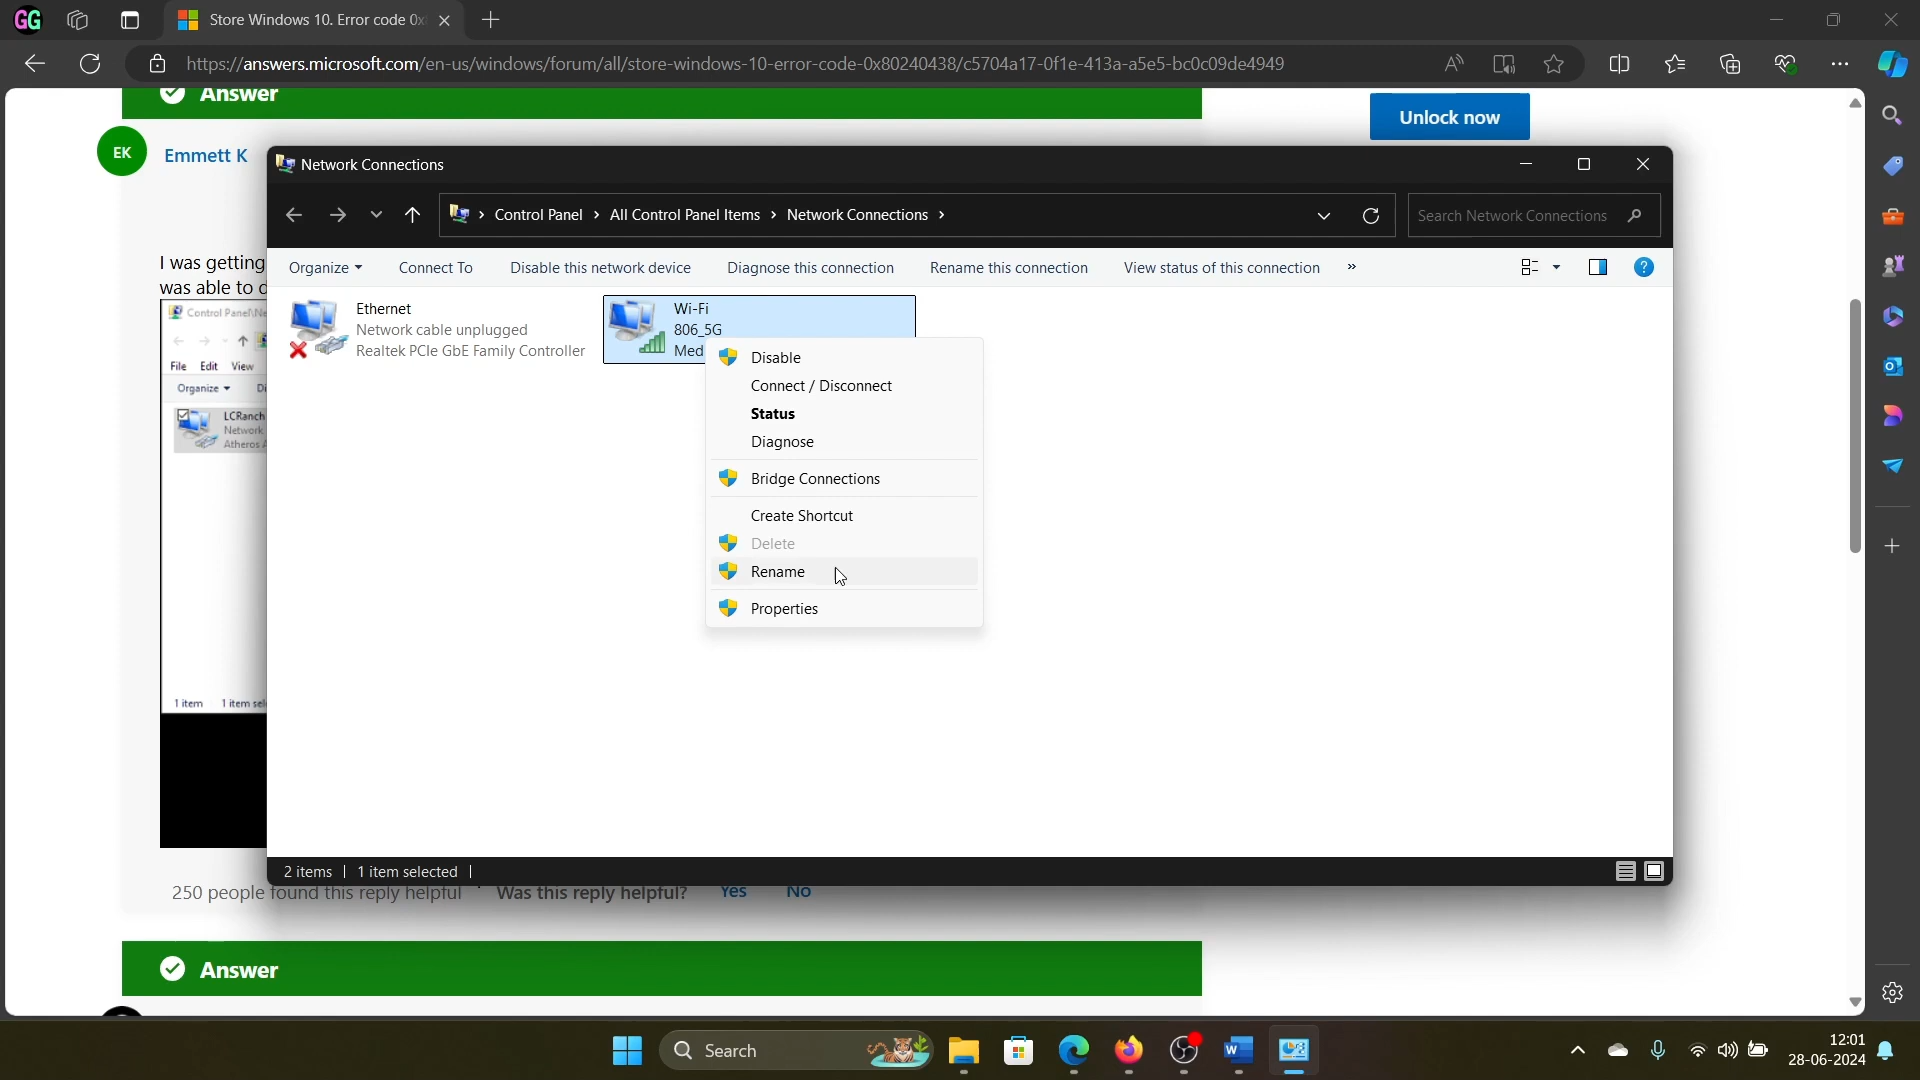 GG
Store Windows 10. Error code 0x
https://answers.microsoft.com/en-us/windows/forum/all/store-windows-10-error-code-0x80240438/c5704a17-0f1e-413a-a5e5-bc0c09de4949
Answer
Unlock now
EK
Emmett K
I was getting
was able to d
Control Panel\Ne
File Edit View
Organize
LCRanch
Network
Atheros A
1 item 1 item sel
Network Connections
Control Panel > All Control Panel Items > Network Connections >
Search Network Connections
Organize
Connect To
Disable this network device
Diagnose this connection
Rename this connection
View status of this connection
»
Ethernet
Network cable unplugged
Realtek PCIe GbE Family Controller
Wi-Fi
806_5G
Med
Disable
Connect / Disconnect
Status
Diagnose
Bridge Connections
Create Shortcut
Delete
Rename
Properties
2 items
1 item selected
250 people found this reply helpful
Was this reply helpful?
Yes
No
Answer
Search
12:01
28-06-2024